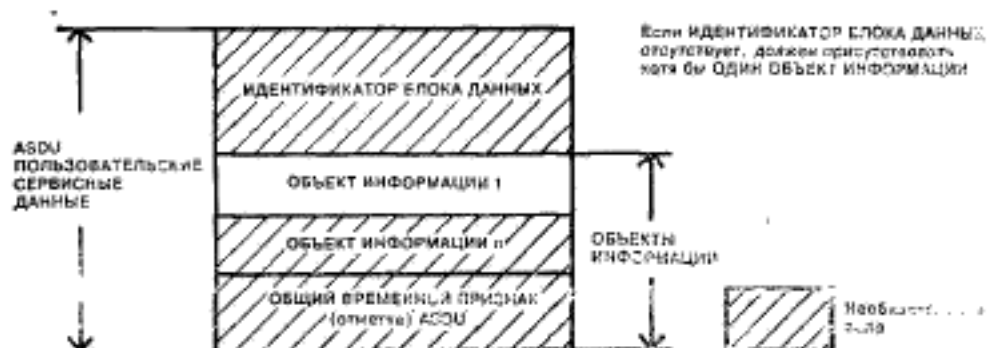 Если ИДЕНТИФИКАТОР БЛОКА ДАННЫХ
отсутствует, должен присутствовать
хотя бы ОДИН ОБЪЕКТ ИНФОРМАЦИИ
ИДЕНТИФИКАТОР БЛОКА ДАННЫХ
ASDU
ПОЛЬЗОВАТЕЛЬСКИЕ
СЕРВИСНЫЕ
ДАННЫЕ
ОБЪЕКТ ИНФОРМАЦИИ 1
ОБЪЕКТ ИНФОРМАЦИИ n
ОБЪЕКТЫ
ИНФОРМАЦИИ
ОБЩИЙ ВРЕМЕННЫЙ ПРИЗНАК
(отметка) ASDU